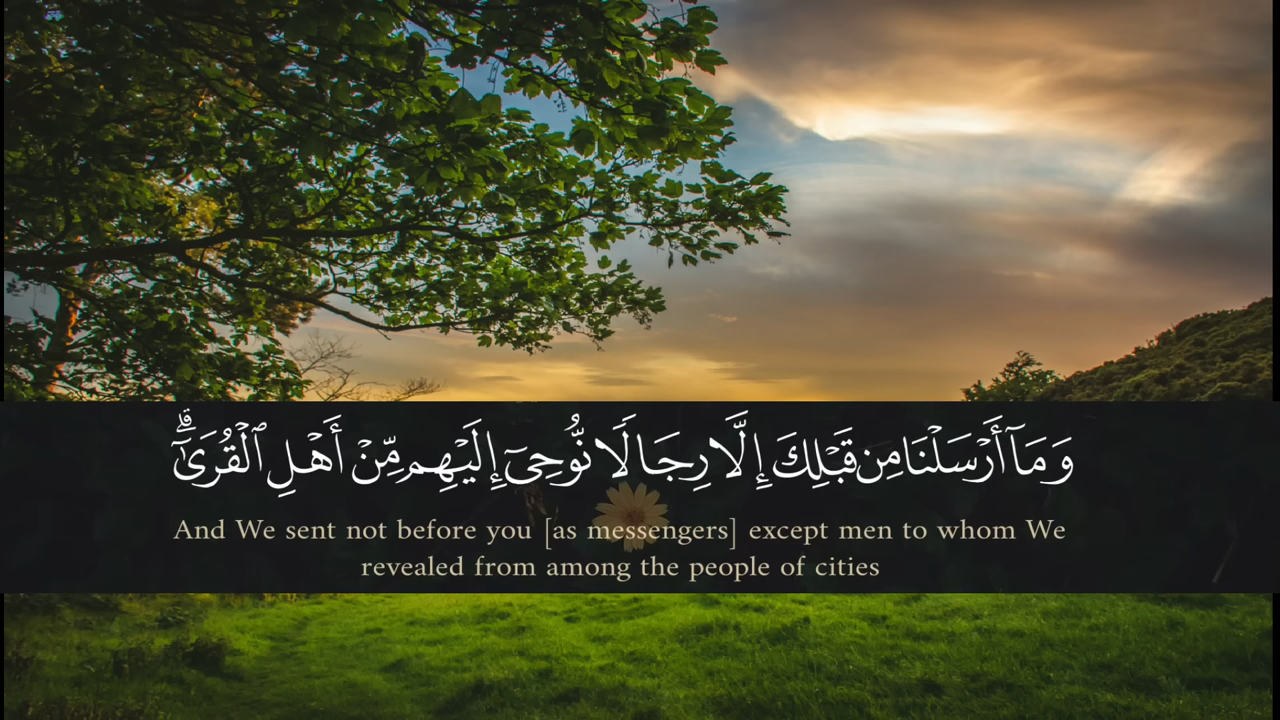 وَمَآ أَرْسَلْنَا مِن قَبْلِكَ إِلَّا رِجَالًا نُّوحِىٓ إِلَيْهِم مِّنْ أَهْلِ ٱلْقُرَىٰٓ ۗ
And We sent not before you [as messengers] except men to whom We
revealed from among the people of cities